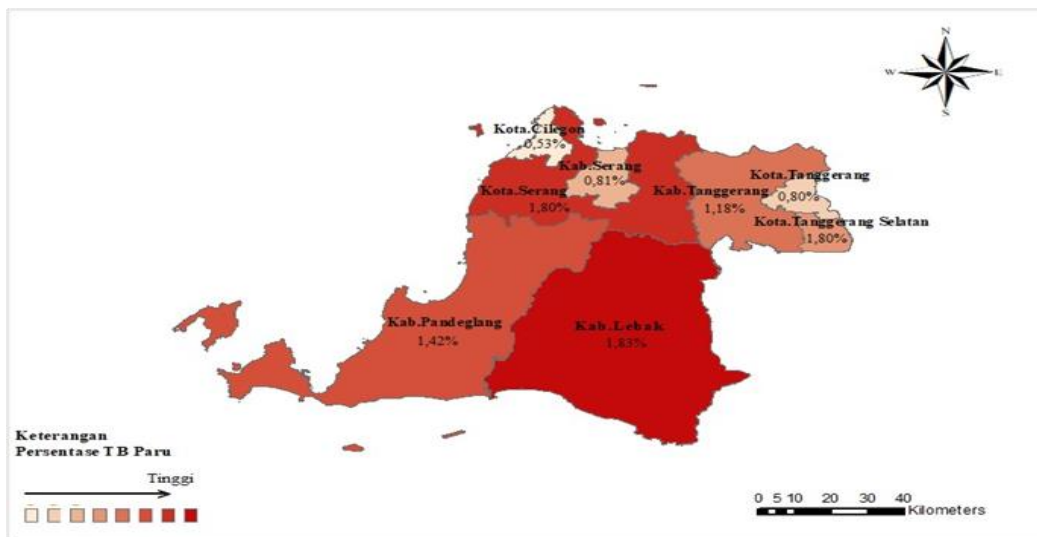 N
W E
S
Kota.Cilegon
0,53%
Kab.Serang
0,81%
Kota.Serang
1,80%
Kab.Tanggerang
1,18%
Kota.Tanggerang
0,80%
Kota.Tanggerang Selatan
1,80%
Kab.Pandeglang
1,42%
Kab.Lebak
1,83%
Keterangan
Persentase TB Paru
Tinggi
0 5 10 20 30 40
Kilometers